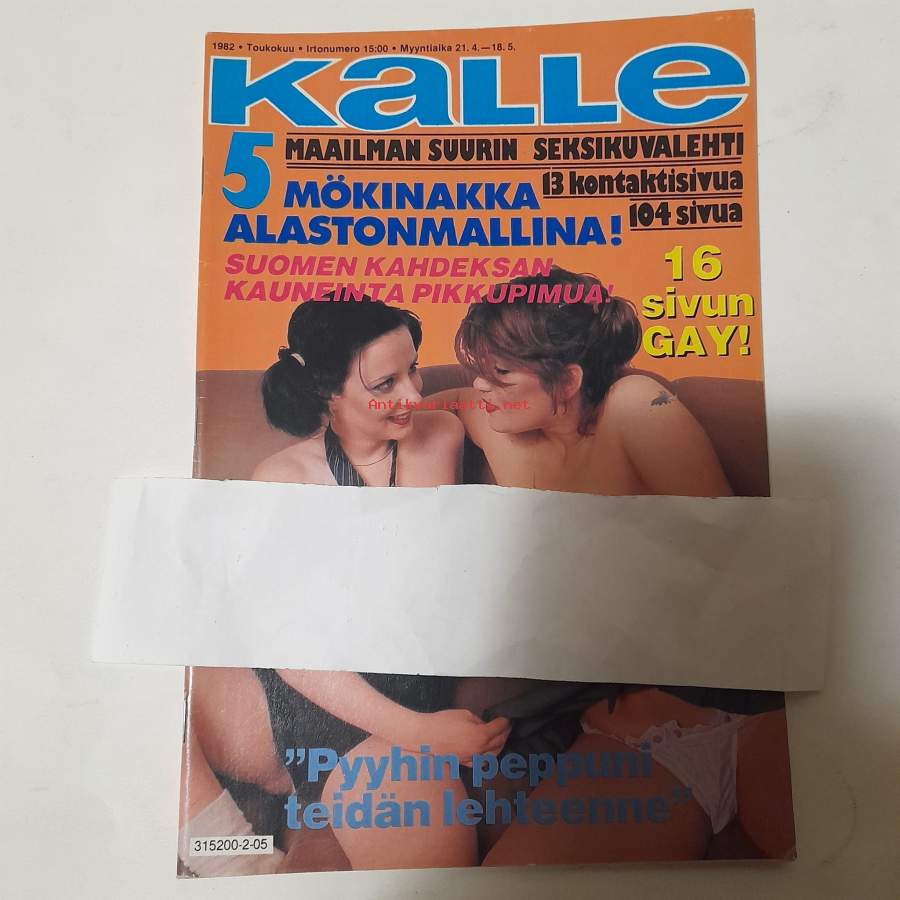 1982 • Toukokuu • Irtonumero 15:00 • Myyntiaika 21. 4.—18. 5.
KaLLe
5
MAAILMAN SUURIN SEKSIKUVALEHTI
13 kontaktisivua
104 sivua
MÖKINAKKA
ALASTONMALLINA!
SUOMEN KAHDEKSAN
KAUNEINTA PIKKUPIMUA!
16
sivun
GAY!
Antikvariaatti.net
"Pyyhin peppuni
teidän lehteenne"
315200-2-05